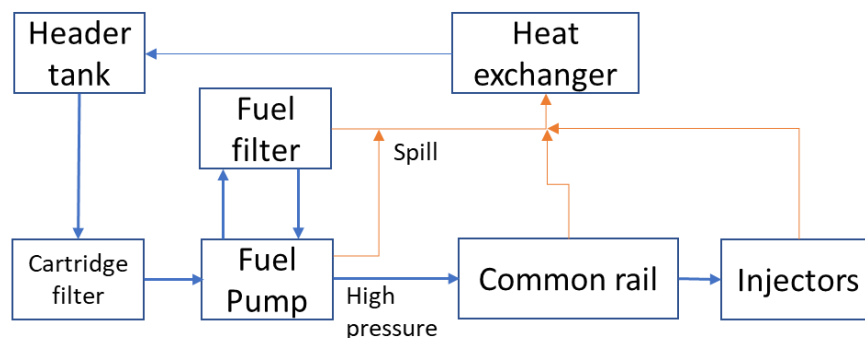 Header
tank
Heat
exchanger
Fuel
filter
Spill
Cartridge
filter
Fuel
Pump
High
pressure
Common rail
Injectors